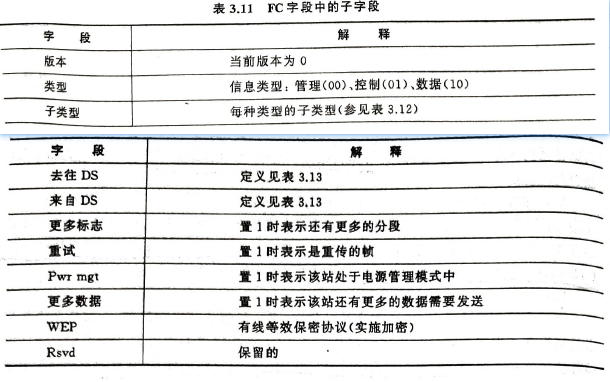 表 3.11 FC 字段中的子字段
字 段 解 释
版本 当前版本为 0
类型 信息类型：管理(00)、控制(01)、数据(10)
子类型 每种类型的子类型(参见表 3.12)
字 段 解 释
去往 DS 定义见表 3.13
来自 DS 定义见表 3.13
更多标志 置 1 时表示还有更多的分段
重试 置 1 时表示是重传的帧
Pwr mgt 置 1 时表示该站处于电源管理模式中
更多数据 置 1 时表示该站还有更多的数据需要发送
WEP 有线等效保密协议(实施加密)
Rsvd 保留的